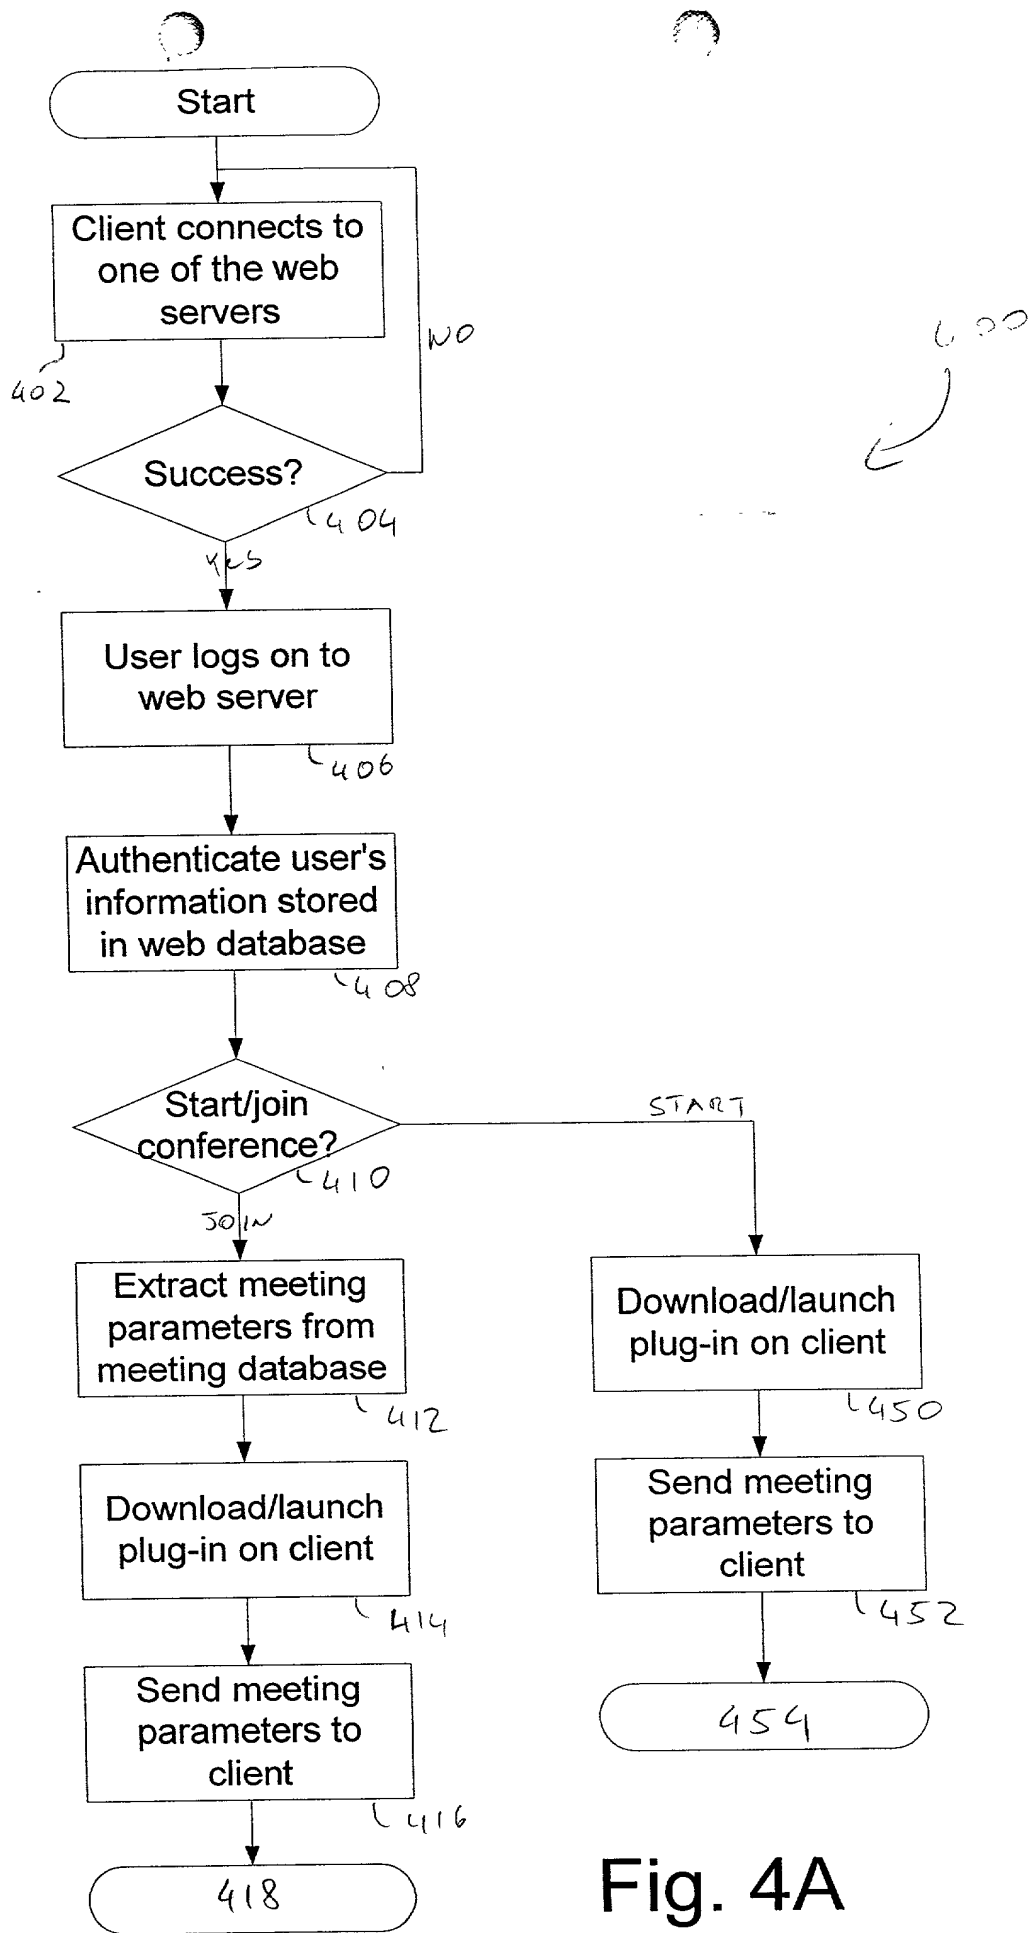 Start
Client connects to
one of the web
servers
NO
402
Success?
404
YES
User logs on to
web server
406
Authenticate user's
information stored
in web database
408
Start/join
conference?
START
410
JOIN
Extract meeting
parameters from
meeting database
412
Download/launch
plug-in on client
450
Download/launch
plug-in on client
414
Send meeting
parameters to
client
452
Send meeting
parameters to
client
416
454
418
Fig. 4A